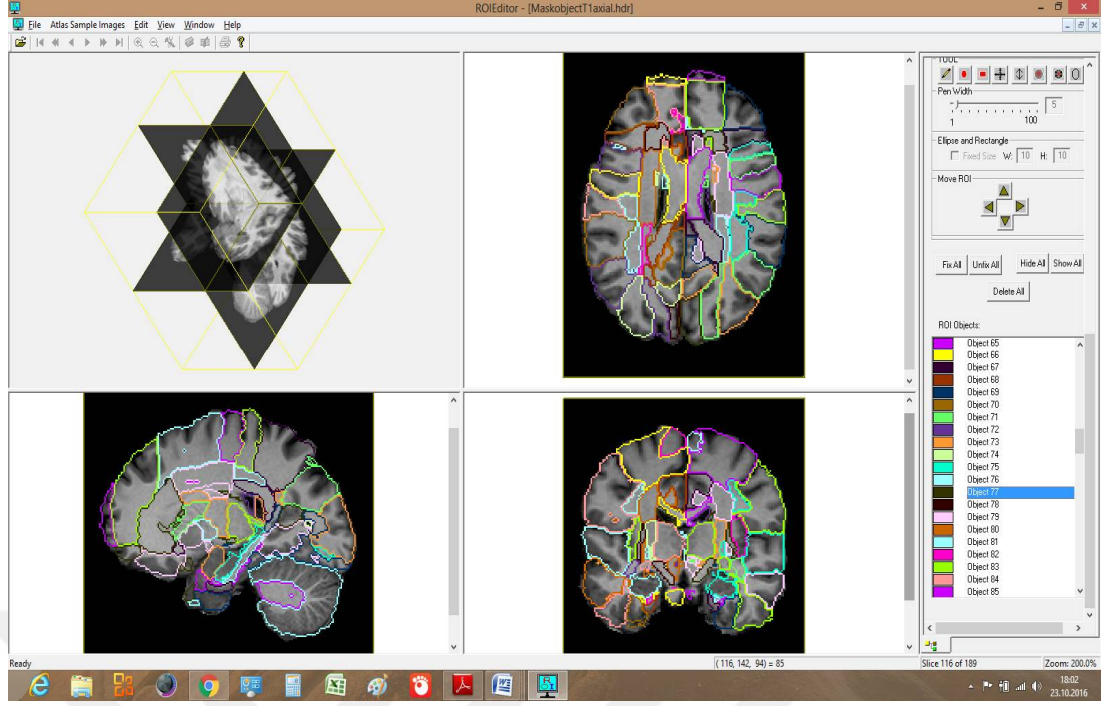 ROIEditor - [MaskobjectT1axial.hdr]
File Atlas Sample Images Edit View Window Help
TOOL
Pen Width
5
1 100
Ellipse and Rectangle
Fixed Size W: 10 H: 10
Move ROI
Fix All Unfix All Hide All Show All
Delete All
ROI Objects:
Object 65
Object 66
Object 67
Object 68
Object 69
Object 70
Object 71
Object 72
Object 73
Object 74
Object 75
Object 76
Object 77
Object 78
Object 79
Object 80
Object 81
Object 82
Object 83
Object 84
Object 85
Ready (116, 142, 94) = 85 Slice 116 of 189 Zoom: 200.0%
18:02
23.10.2016